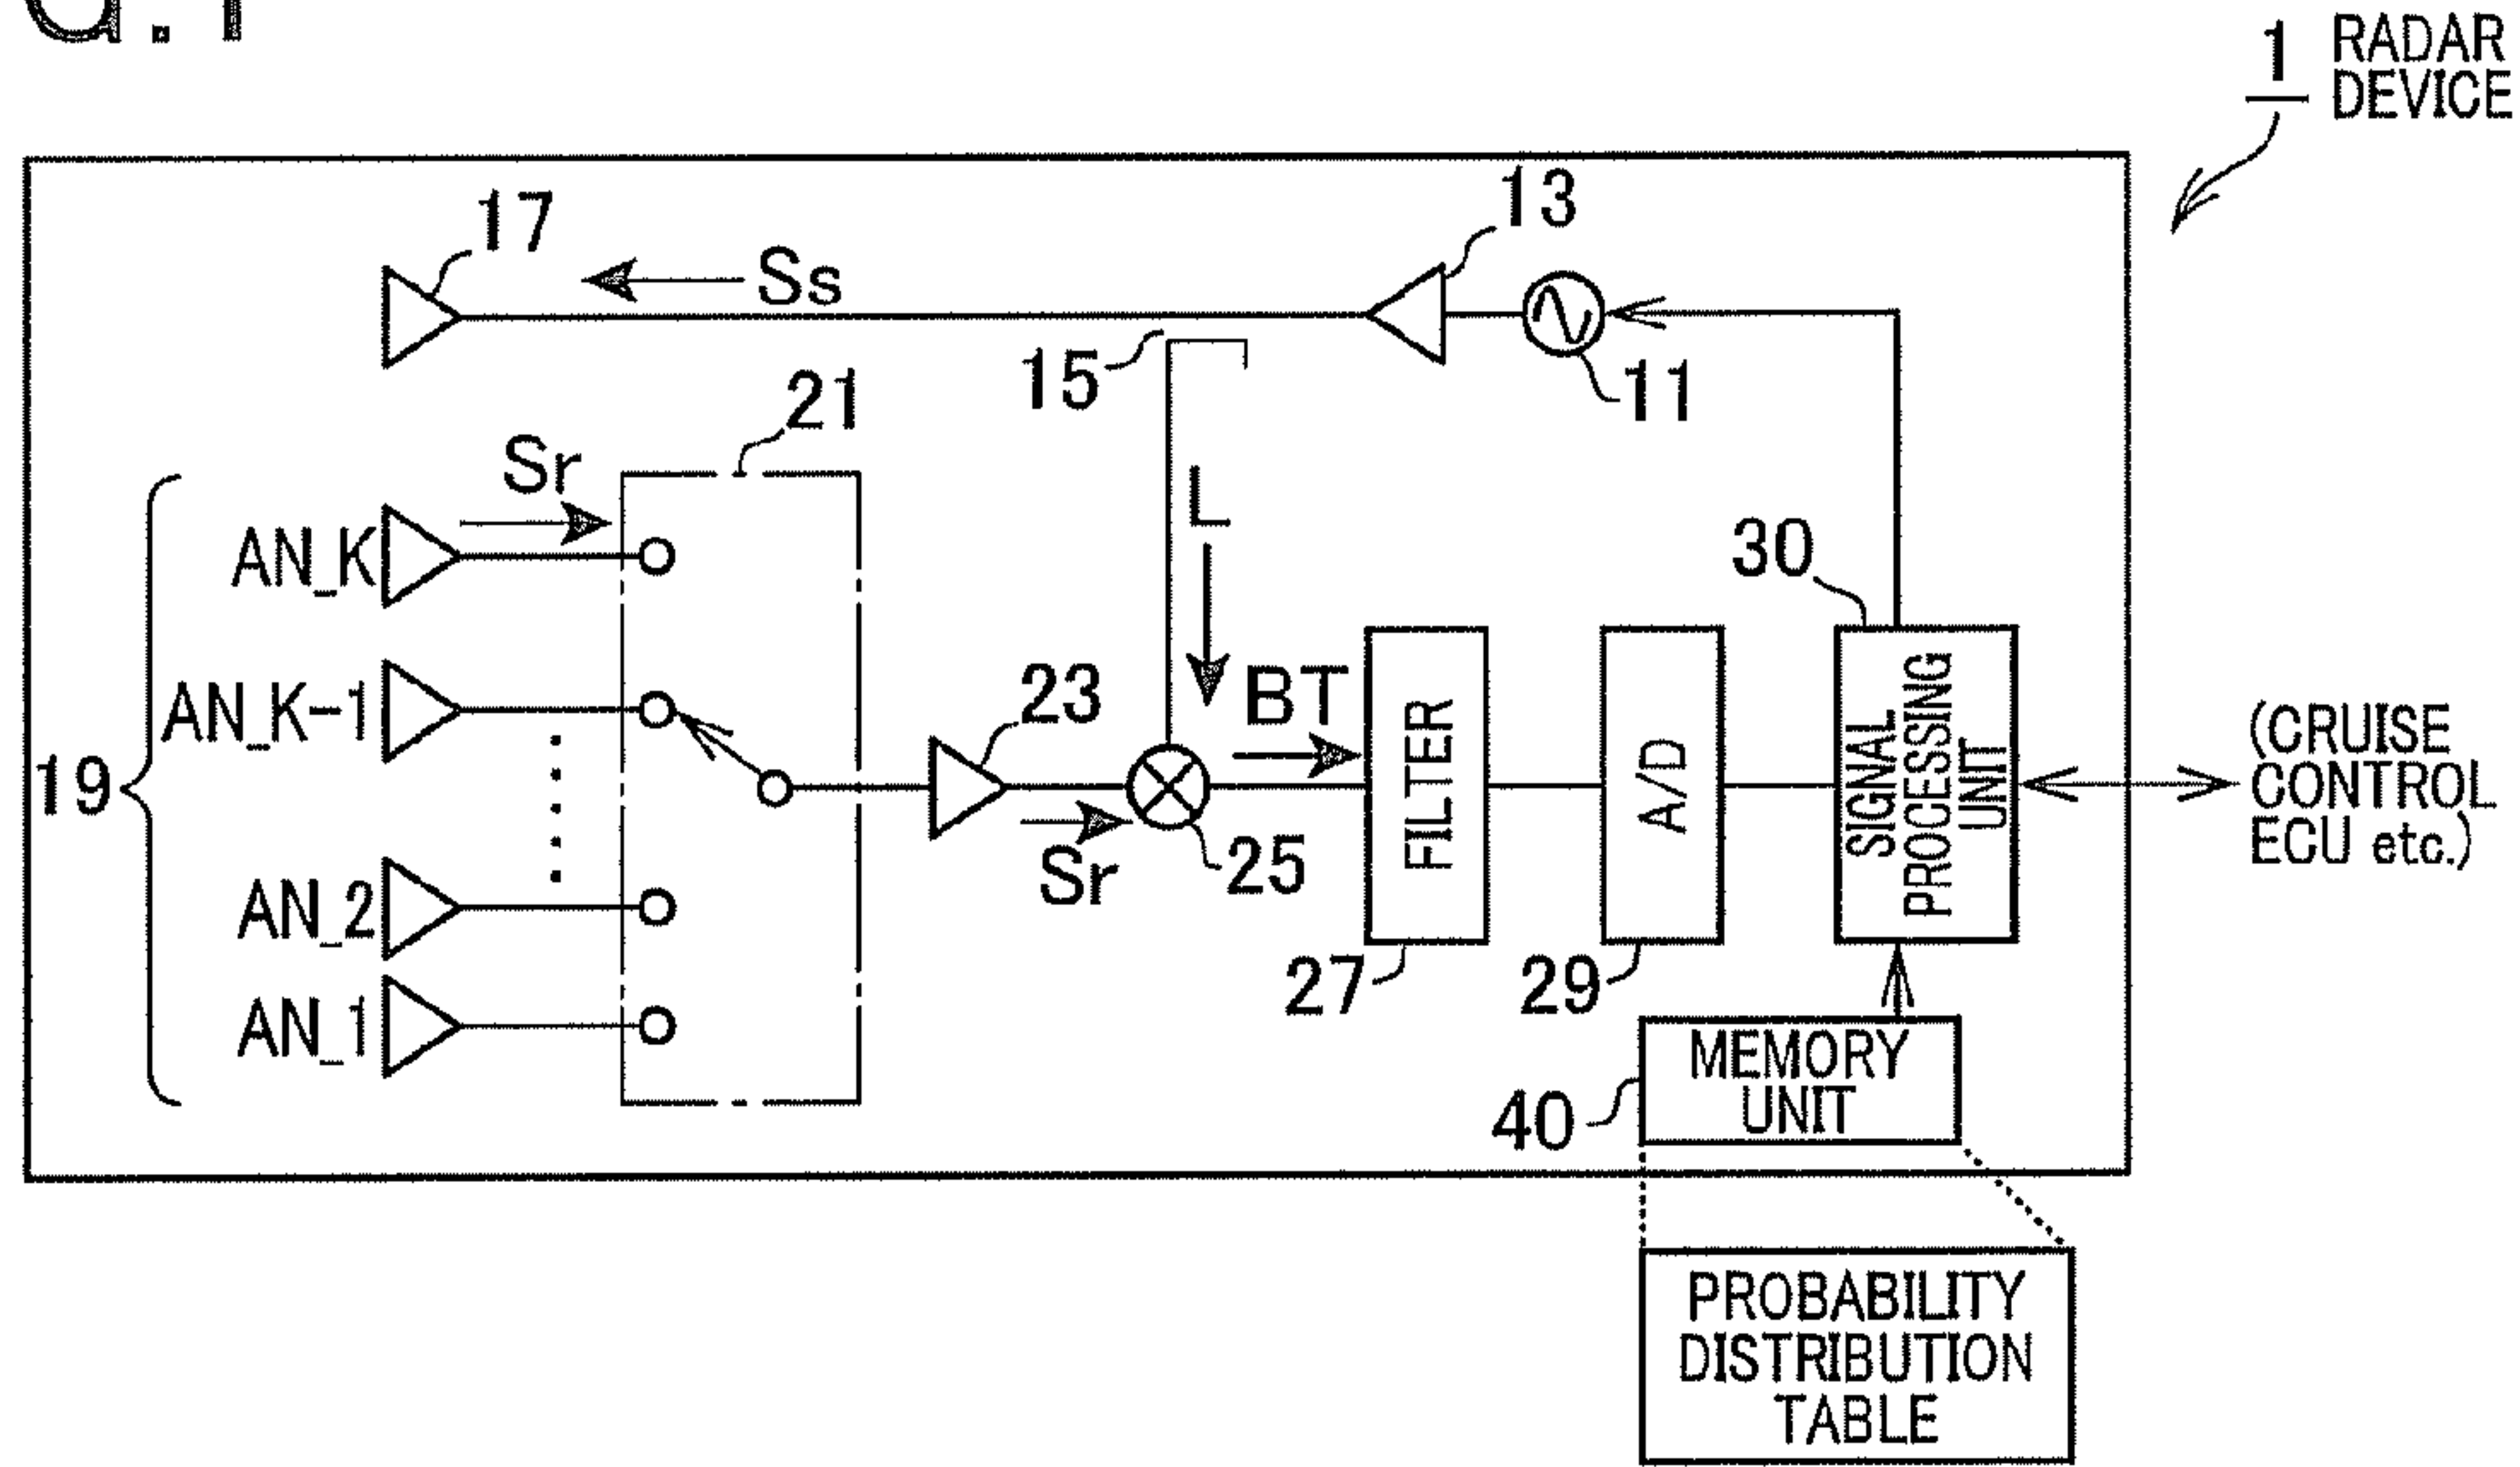 G.1
1 RADAR
DEVICE
17
Ss
13
15
11
21
Sr
L
30
AN_K
AN_K-1
19
23
BT
Sr
25
FILTER
A/D
SIGNAL
PROCESSING
UNIT
(CRUISE
CONTROL
ECU etc.)
AN_2
27
29
AN_1
MEMORY
UNIT
40
PROBABILITY
DISTRIBUTION
TABLE